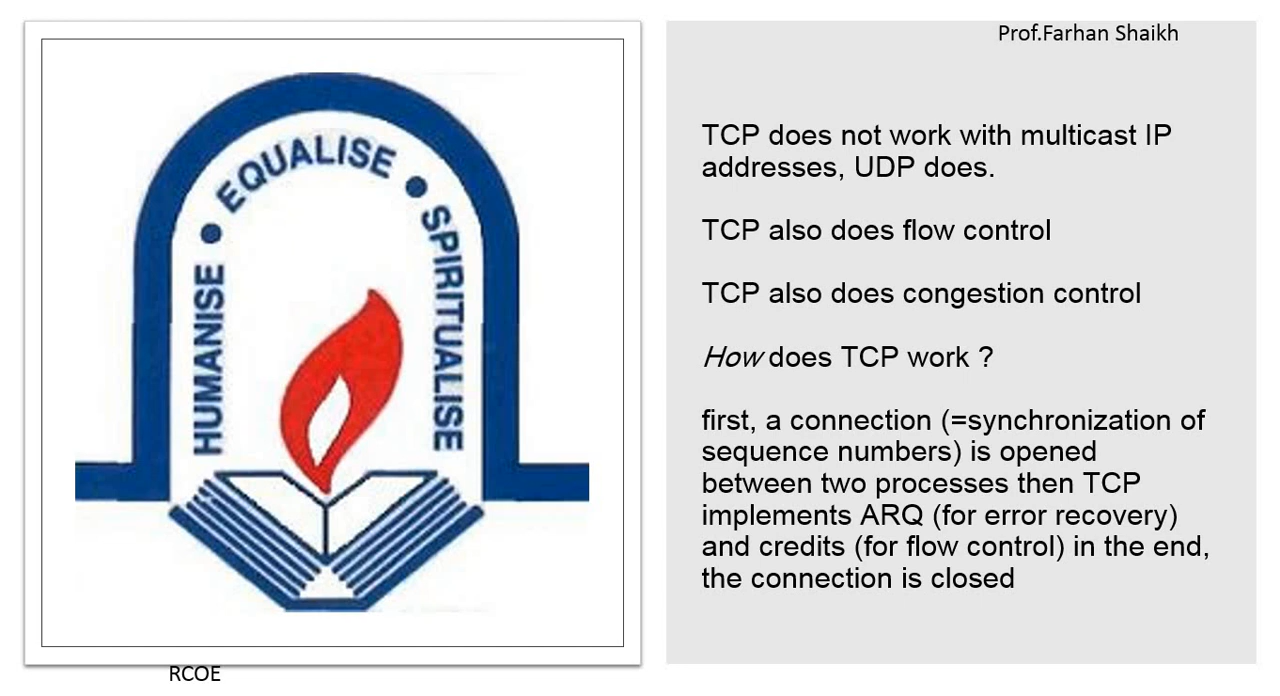 HUMANISE • EQUALISE • SPIRITUALISE
RCOE
Prof.Farhan Shaikh
TCP does not work with multicast IP
addresses, UDP does.
TCP also does flow control
TCP also does congestion control
How does TCP work ?
first, a connection (=synchronization of
sequence numbers) is opened
between two processes then TCP
implements ARQ (for error recovery)
and credits (for flow control) in the end,
the connection is closed